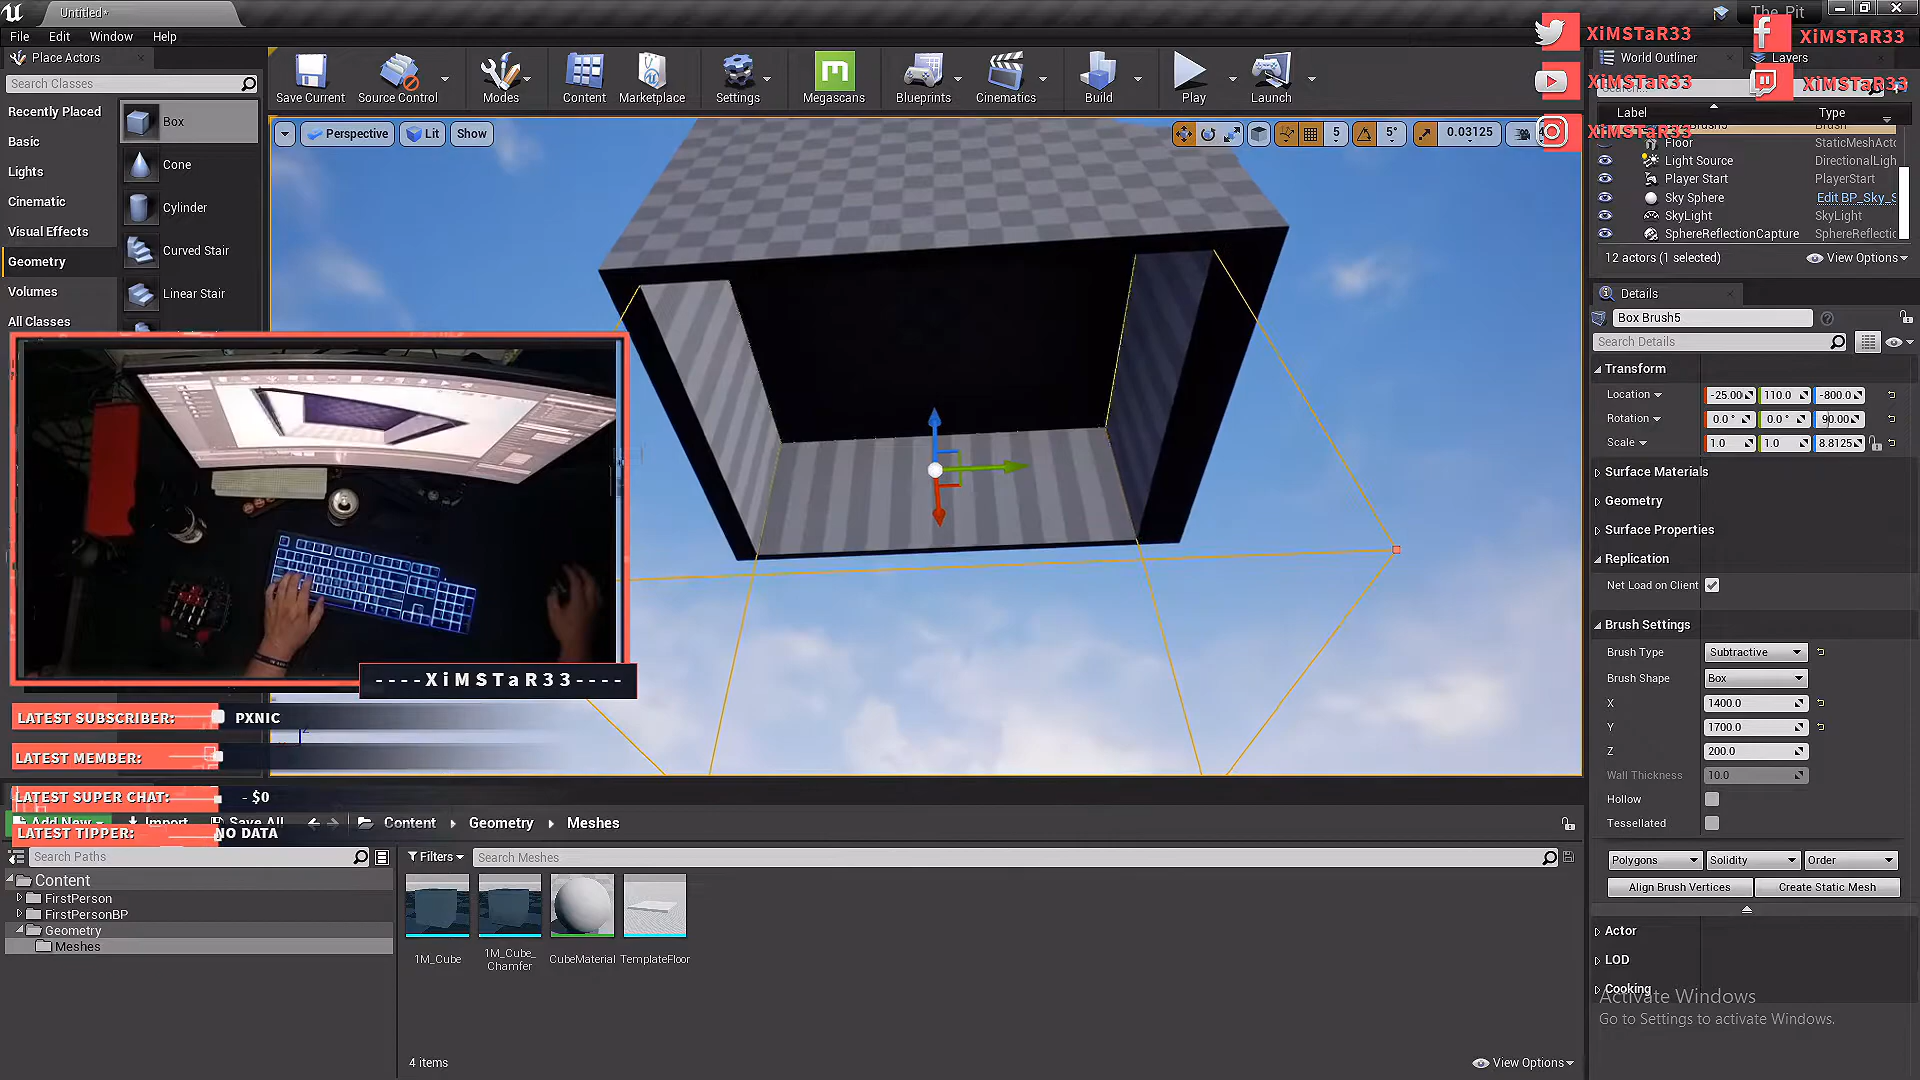 Untitled*
The Pit
File Edit Window Help
XiMSTaR33 XiMSTaR33
Place Actors
World Outliner Layers
Search Classes
XiMSTaR33 XiMSTaR33
Save Current Source Control Modes Content Marketplace Settings Megascans Blueprints Cinematics Build Play Launch
Recently Placed
Basic
Lights
Cinematic
Visual Effects
Geometry
Volumes
All Classes
Box
Cone
Cylinder
Curved Stair
Linear Stair
Perspective Lit Show
5 5° 0.03125
Label Type
XiMSTaR33
Floor StaticMeshActo
Light Source DirectionalLigh
Player Start PlayerStart
Sky Sphere Edit BP_Sky_S
SkyLight SkyLight
SphereReflectionCapture SphereReflectic
12 actors (1 selected) View Options
Details
Box Brush5
Search Details
Transform
Location -25.00 110.0 -800.0
Rotation 0.0 ° 0.0 ° 90.00
Scale 1.0 1.0 8.8125
Surface Materials
Geometry
Surface Properties
Replication
Net Load on Client
Brush Settings
Brush Type Subtractive
Brush Shape Box
X 1400.0
Y 1700.0
Z 200.0
Wall Thickness 10.0
Hollow
Tessellated
Polygons Solidity Order
Align Brush Vertices Create Static Mesh
Actor
LOD
Cooking
Activate Windows
Go to Settings to activate Windows.
----XiMSTaR33----
LATEST SUBSCRIBER: PXNIC
LATEST MEMBER:
LATEST SUPER CHAT: - $0
LATEST TIPPER: NO DATA
Add New Import Save All Content Geometry Meshes
Search Paths
Filters Search Meshes
Content
FirstPerson
FirstPersonBP
Geometry
Meshes
1M_Cube
1M_Cube_
Chamfer
CubeMaterial
TemplateFloor
4 items
View Options